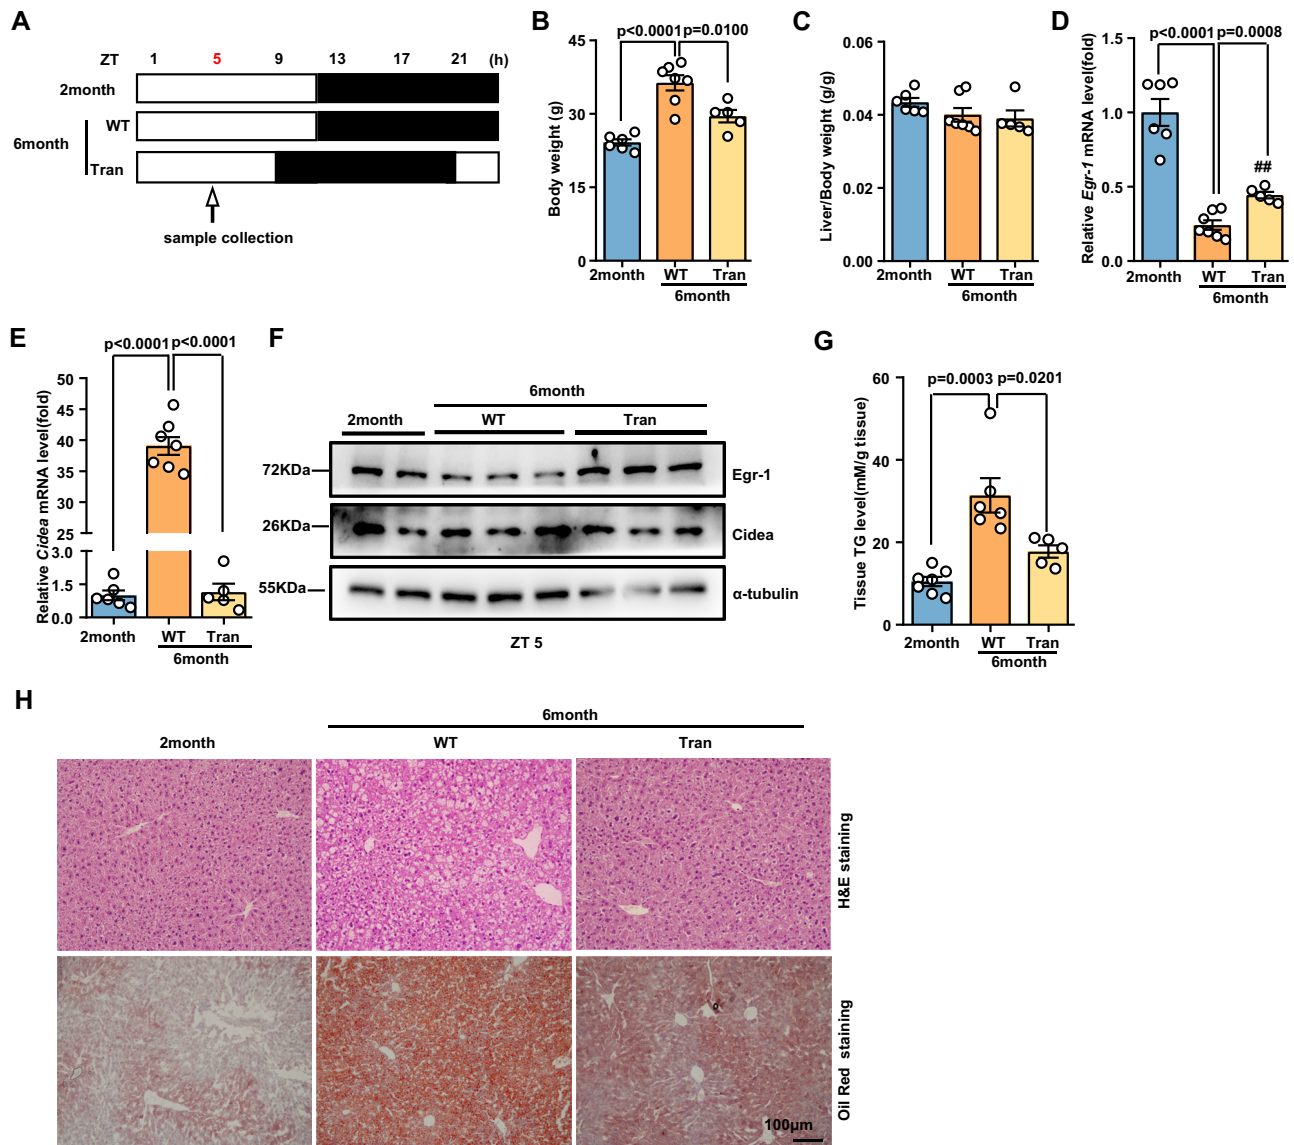 A
ZT 1 5 9 13 17 21 (h)
2month
WT
6month
Tran
sample collection
B
p<0.0001 p=0.0100
Body weight (g)
45
30
15
0
2month WT Tran
6month
C
Liver/Body weight (g/g)
0.06
0.04
0.02
0.00
2month WT Tran
6month
D
p<0.0001 p=0.0008
Relative Egr-1 mRNA level(fold)
1.5
1.0
0.5
0.0
##
2month WT Tran
6month
E
p<0.0001 p<0.0001
Relative Cidea mRNA level(fold)
50
45
40
35
30
25
3.0
1.5
0.0
2month WT Tran
6month
F
6month
2month WT Tran
72KDa Egr-1
26KDa Cidea
55KDa α-tubulin
ZT 5
G
p=0.0003 p=0.0201
Tissue TG level(mM/g tissue)
60
40
20
0
2month WT Tran
6month
H
6month
2month WT Tran
H&E staining
Oil Red staining
100μm